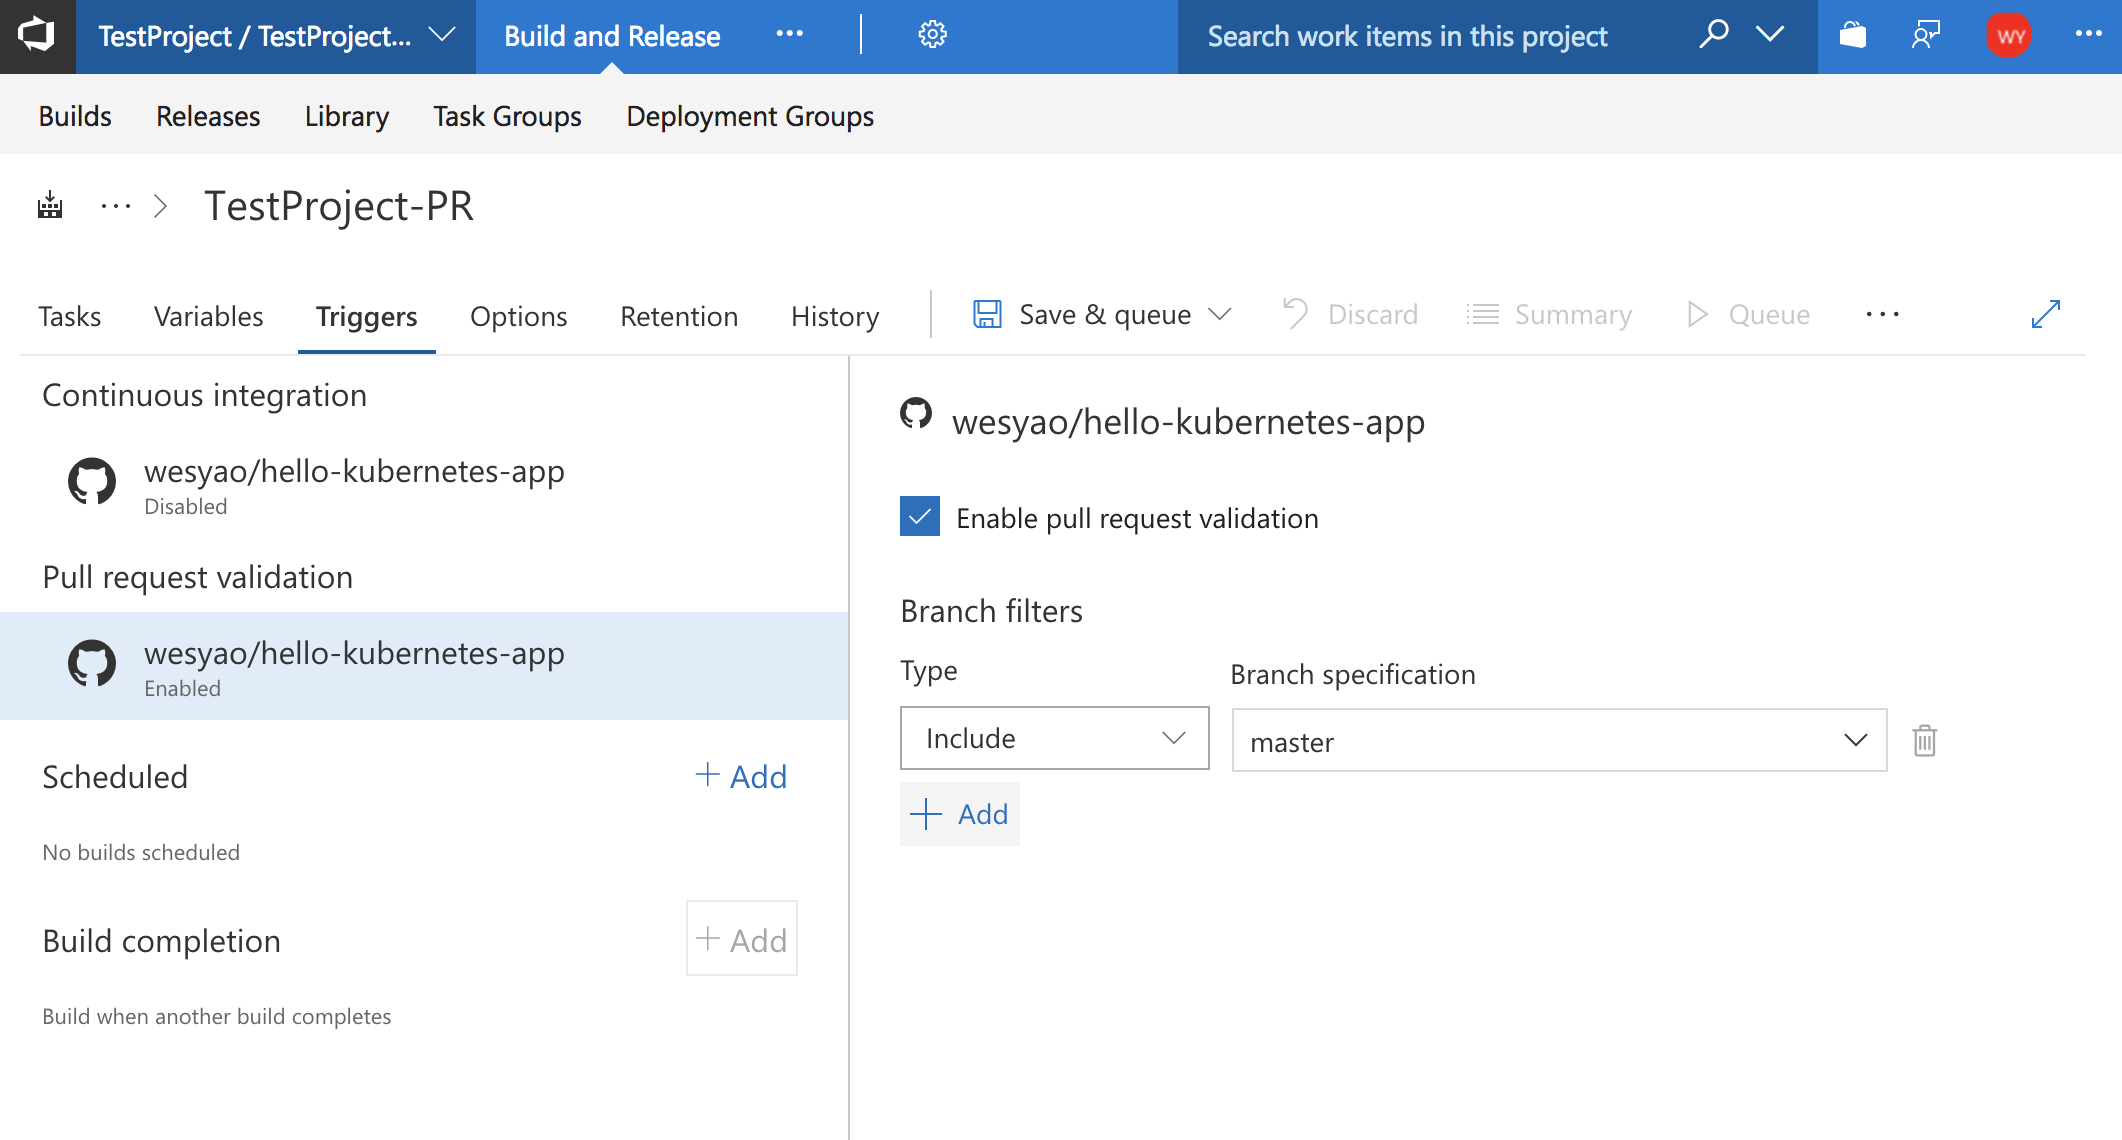 TestProject / TestProject...
Build and Release
Search work items in this project
WY
Builds
Releases
Library
Task Groups
Deployment Groups
TestProject-PR
Tasks
Variables
Triggers
Options
Retention
History
Save & queue
Discard
Summary
Queue
Continuous integration
wesyao/hello-kubernetes-app
Disabled
Pull request validation
wesyao/hello-kubernetes-app
Enabled
Scheduled
+ Add
No builds scheduled
Build completion
+ Add
Build when another build completes
wesyao/hello-kubernetes-app
Enable pull request validation
Branch filters
Type
Branch specification
Include
master
+ Add